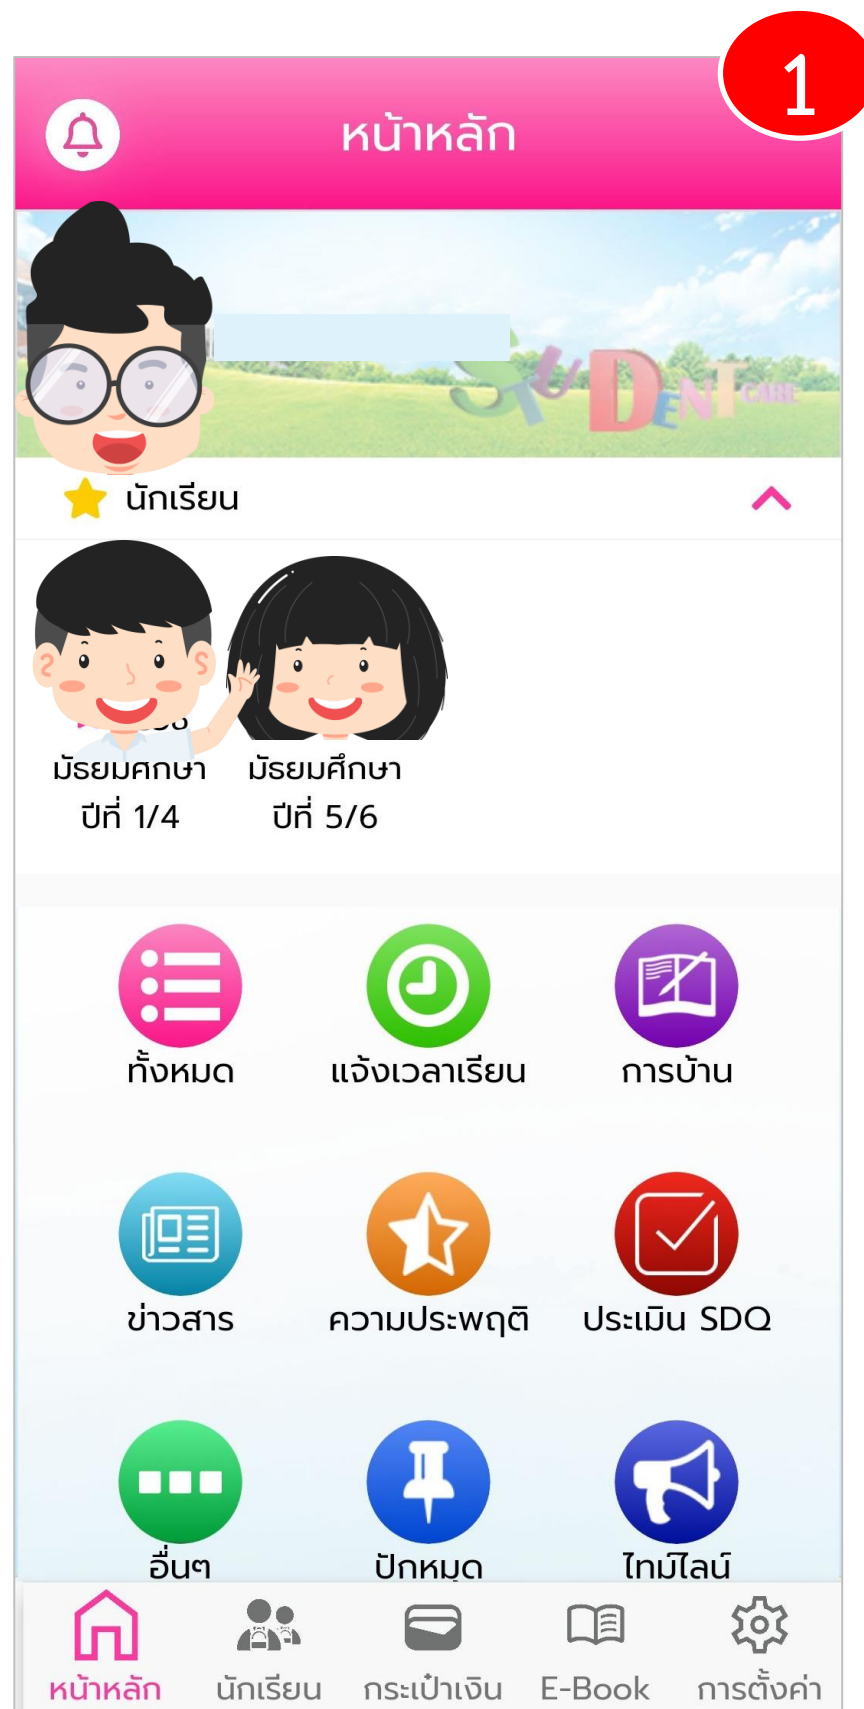 1
หน้าหลัก
STUDENT CARE
นักเรียน
มัธยมศึกษา
ปีที่ 1/4
มัธยมศึกษา
ปีที่ 5/6
ทั้งหมด
แจ้งเวลาเรียน
การบ้าน
ข่าวสาร
ความประพฤติ
ประเมิน SDQ
อื่นๆ
ปักหมุด
ไทม์ไลน์
หน้าหลัก
นักเรียน
กระเป๋าเงิน
E-Book
การตั้งค่า